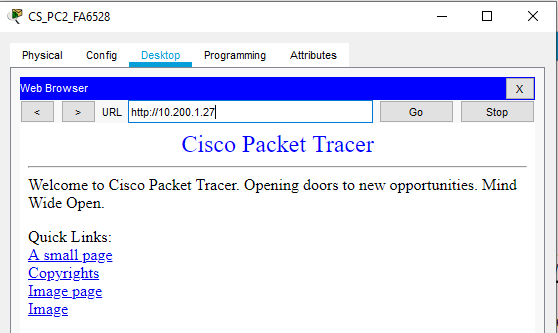 CS_PC2_FA6528
Physical Config Desktop Programming Attributes
Web Browser X
< > URL http://10.200.1.27 Go Stop
Cisco Packet Tracer
Welcome to Cisco Packet Tracer. Opening doors to new opportunities. Mind
Wide Open.
Quick Links:
A small page
Copyrights
Image page
Image